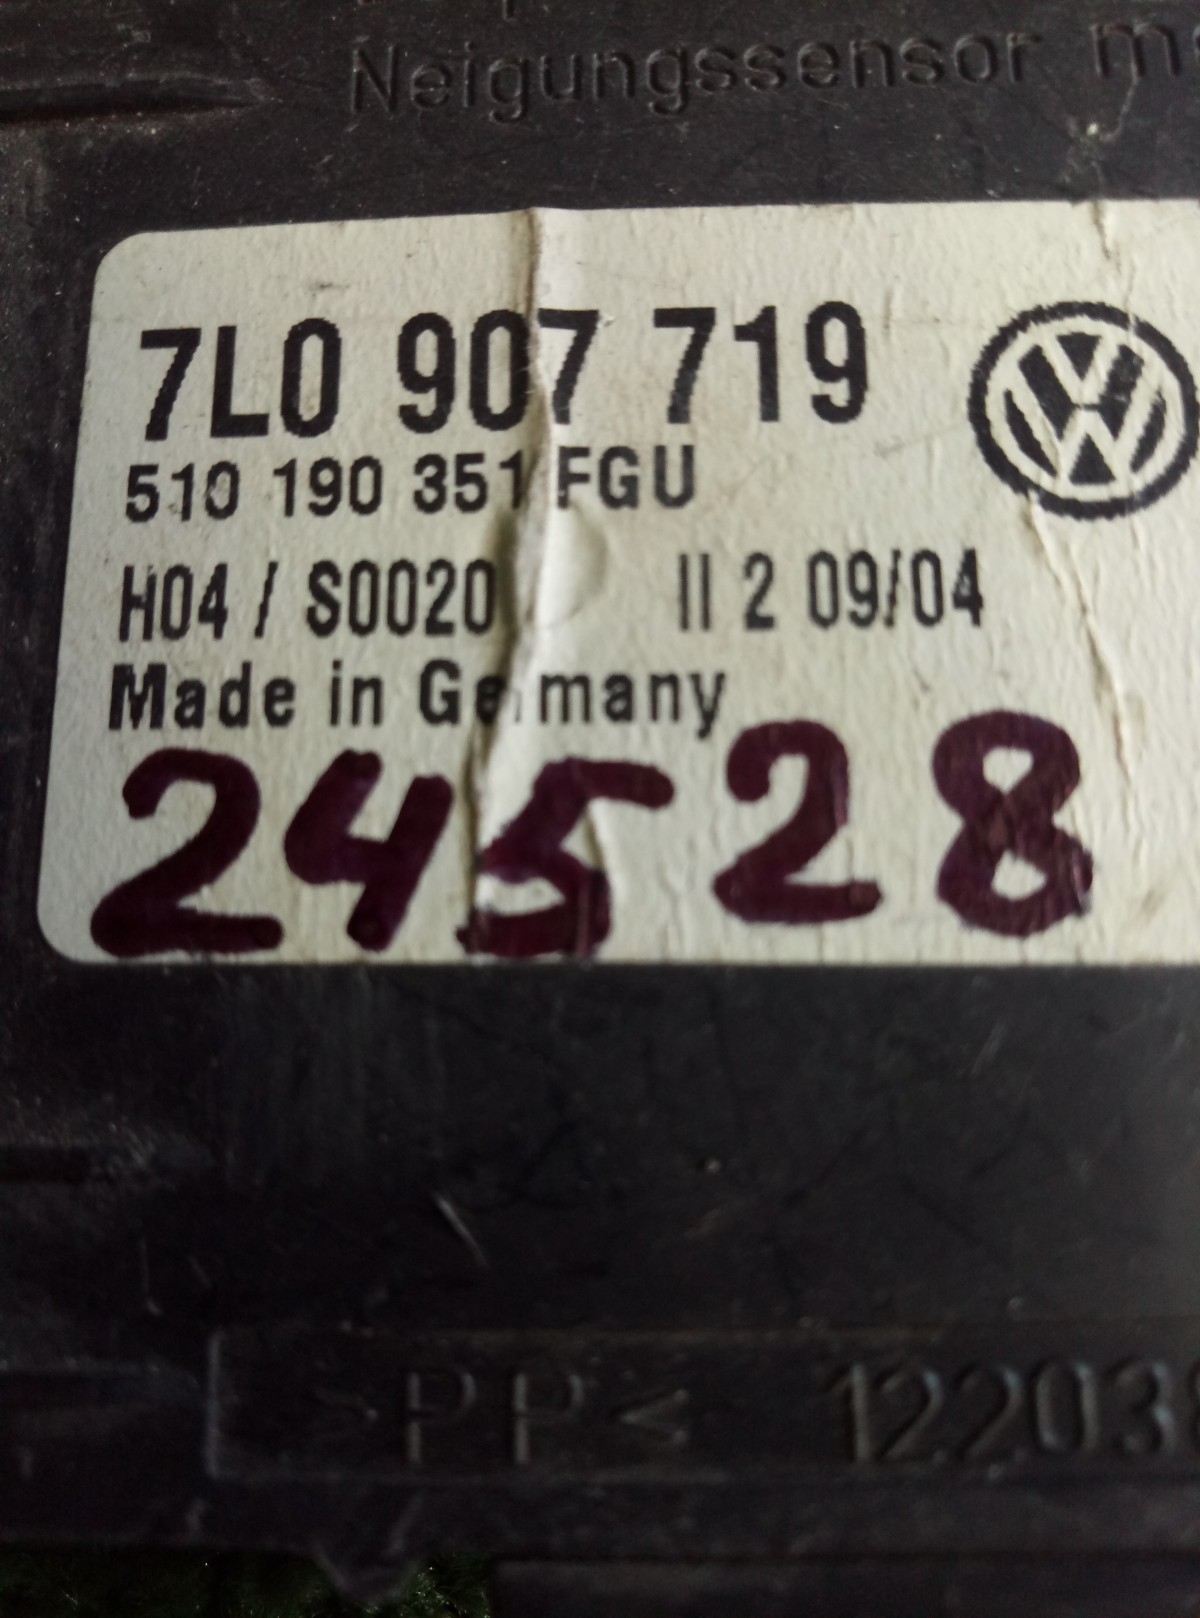 Neigungssensor
7L0 907 719
510 190 351 FGU
H04 / S0020 II 2 09/04
Made in Germany
24528
>PP< 12203